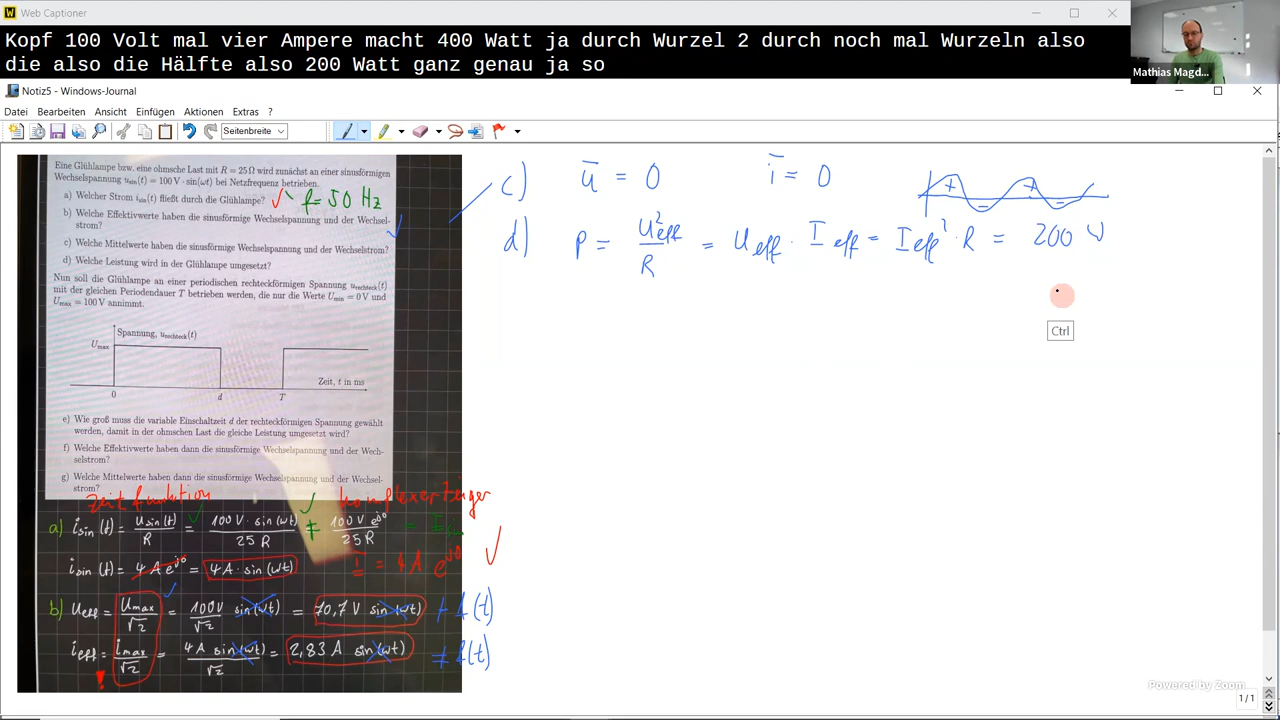 Web Captioner
Kopf 100 Volt mal vier Ampere macht 400 Watt ja durch Wurzel 2 durch noch mal Wurzeln also
die also die Hälfte also 200 Watt ganz genau ja so
Mathias Magd...
Notiz5 - Windows-Journal
Datei Bearbeiten Ansicht Einfügen Aktionen Extras ?
Seitenbreite
Eine Glühlampe bzw. eine ohmsche Last mit R = 25 Ω wird zunächst an einer sinusförmigen
Wechselspannung u_sin(t) = 100 V · sin(ωt) bei Netzfrequenz betrieben.
a) Welcher Strom i_sin(t) fließt durch die Glühlampe? ✓ f = 50 Hz
b) Welche Effektivwerte haben die sinusförmige Wechselspannung und der Wechsel-
strom? ✓
c) Welche Mittelwerte haben die sinusförmige Wechselspannung und der Wechselstrom?
d) Welche Leistung wird in der Glühlampe umgesetzt?
Nun soll die Glühlampe an einer periodischen rechteckförmigen Spannung u_rechteck(t)
mit der gleichen Periodendauer T betrieben werden, die nur die Werte U_min = 0 V und
U_max = 100 V annimmt.
Spannung, u_rechteck(t)
U_max
Zeit, t in ms
0 d T
e) Wie groß muss die variable Einschaltzeit d der rechteckförmigen Spannung gewählt
werden, damit in der ohmschen Last die gleiche Leistung umgesetzt wird?
f) Welche Effektivwerte haben dann die sinusförmige Wechselspannung und der Wech-
selstrom?
g) Welche Mittelwerte haben dann die sinusförmige Wechselspannung und der Wechsel-
strom?
Zeitfunktion ✓ komplexer Zeiger
a) i_sin(t) = u_sin(t)/R = 100 V · sin(ωt)/25 R ≠ 100 V e^j0/25 R = I_sin
i_sin(t) = 4 A e^j0 = 4 A · sin(ωt) I = 4 A e^j0 ✓
b) U_eff = U_max/√2 = 100V/√2 sin(ωt) = 70,7 V sin(ωt) ≠ f(t)
i_eff = i_max/√2 = 4 A sin(ωt)/√2 = 2,83 A sin(ωt) ≠ f(t)
!
c) ū = 0 ī = 0
+ - + -
d) P = U²eff/R = U_eff · I_eff = I_eff² · R = 200 W
Ctrl
Powered by Zoom
1 / 1